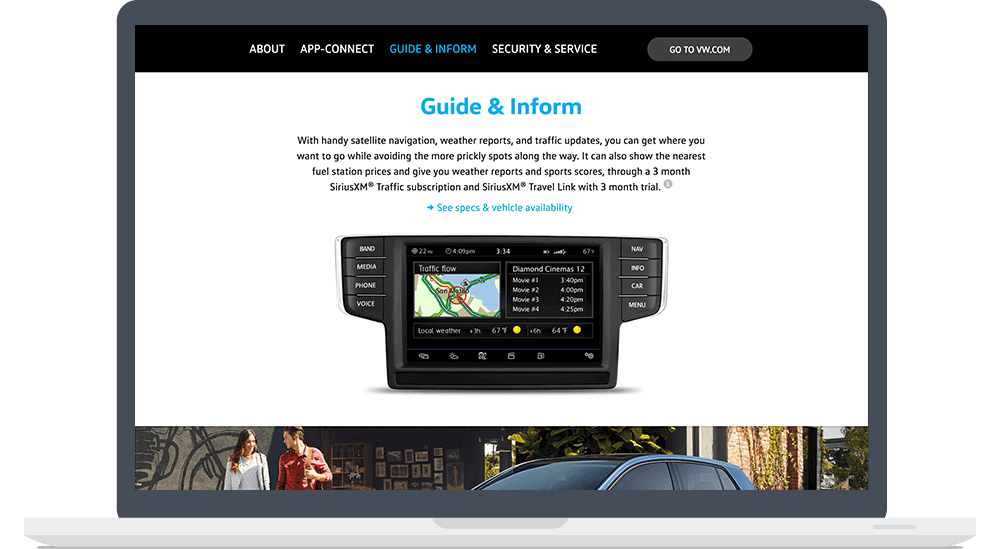 ABOUT APP-CONNECT GUIDE & INFORM SECURITY & SERVICE GO TO VW.COM
Guide & Inform
With handy satellite navigation, weather reports, and traffic updates, you can get where you
want to go while avoiding the more prickly spots along the way. It can also show the nearest
fuel station prices and give you weather reports and sports scores, through a 3 month
SiriusXM® Traffic subscription and SiriusXM® Travel Link with 3 month trial.
➔ See specs & vehicle availability
BAND
MEDIA
PHONE
VOICE
22 mi 4:09pm 3:34 67°F
Traffic flow
San Mateo
Diamond Cinemas 12
Movie #1 3:40pm
Movie #2 4:00pm
Movie #3 4:20pm
Movie #4 4:25pm
Local weather +3h: 67 °F +6h: 64 °F
NAV
INFO
CAR
MENU